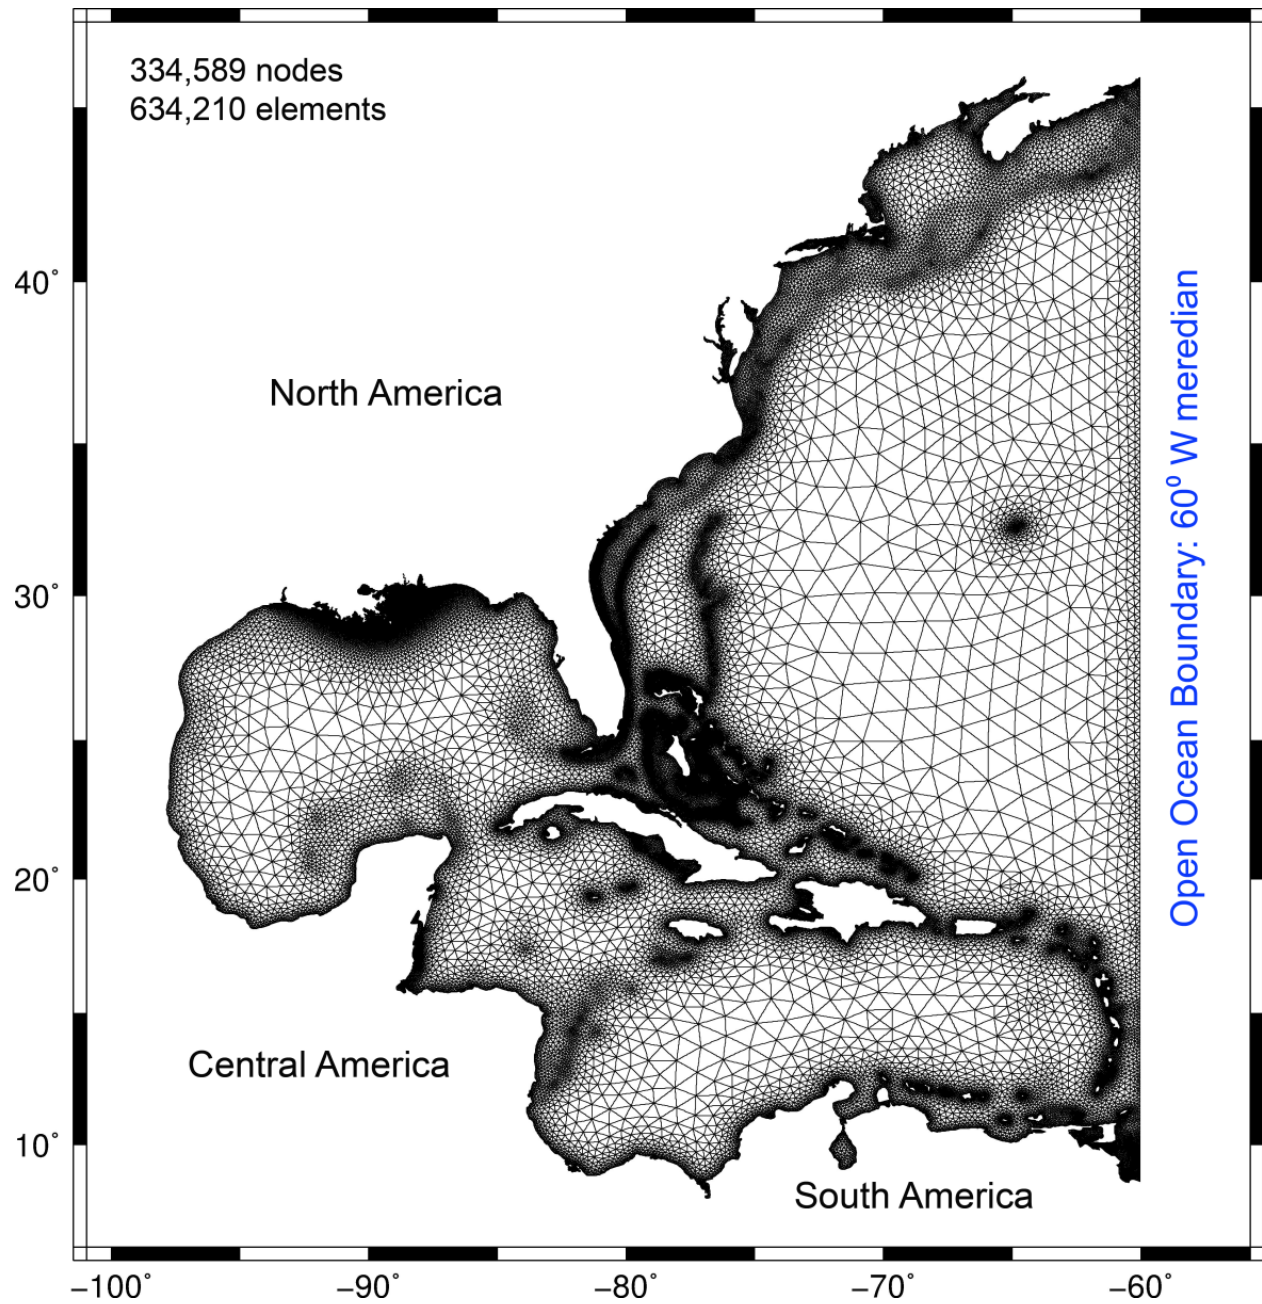 334,589 nodes
634,210 elements
40˚
North America
Open Ocean Boundary: 60⁰ W meredian
30˚
20˚
Central America
10˚
South America
−100˚
−90˚
−80˚
−70˚
−60˚